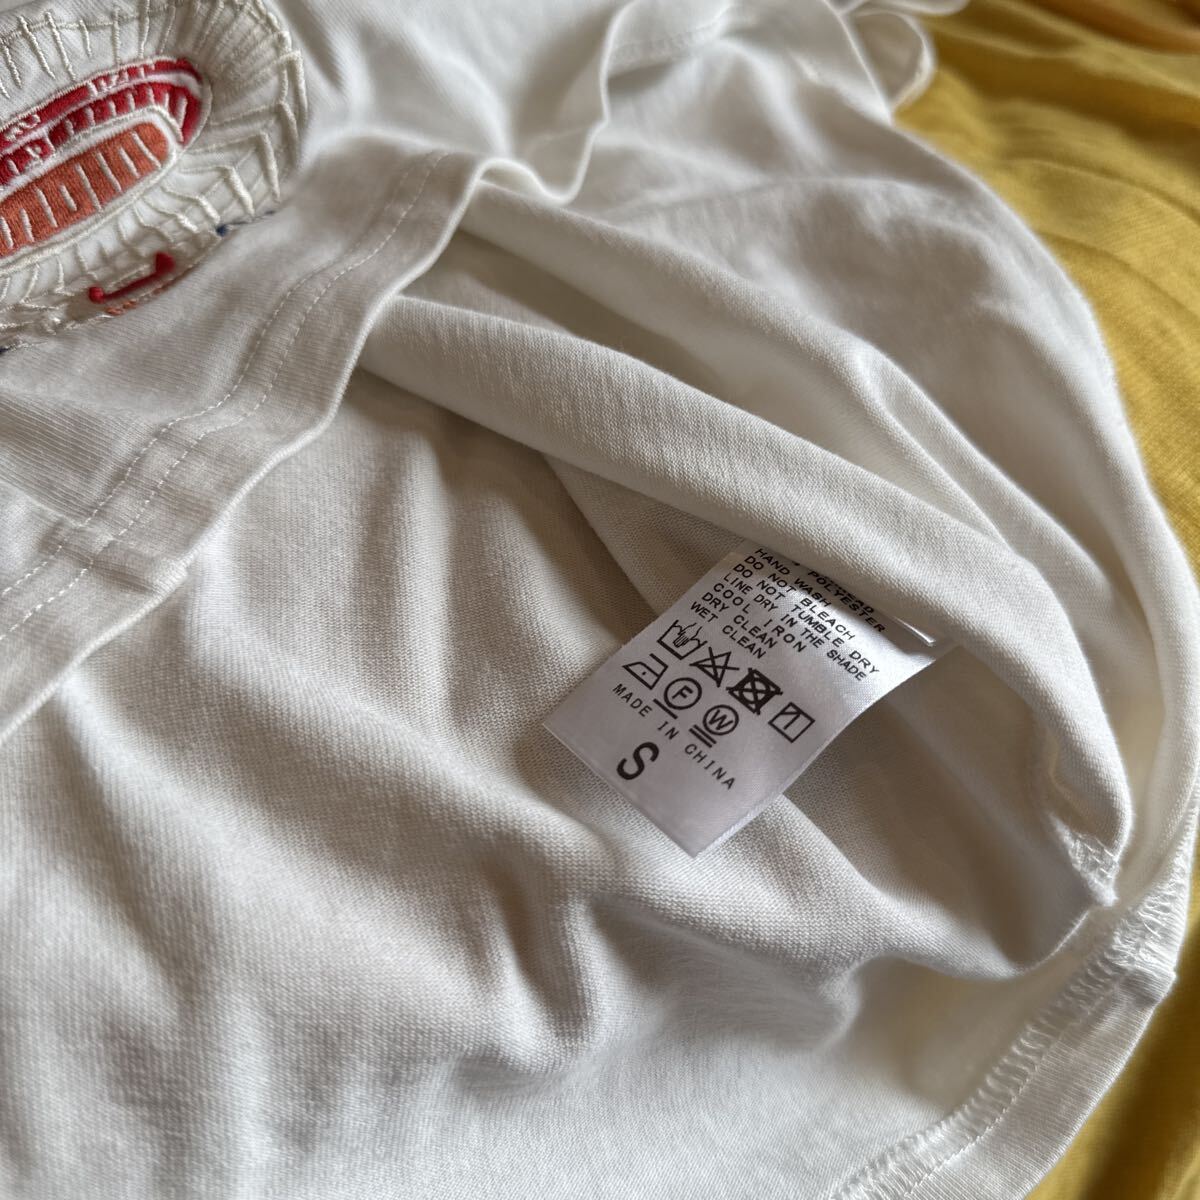 POLYESTER
HAND WASH
DO NOT BLEACH
DO NOT TUMBLE DRY
LINE DRY IN THE SHADE
COOL IRON
DRY CLEAN
WET CLEAN
F
W
MADE IN CHINA
S